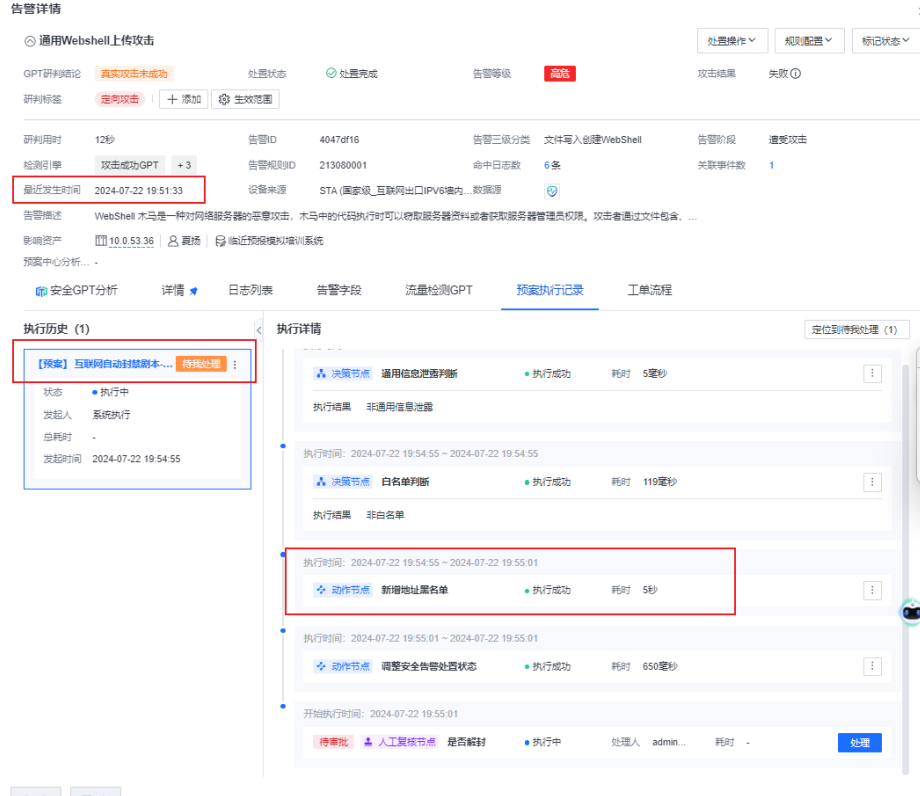 告警详情
通用Webshell上传攻击 处置操作 规则配置 标记状态
GPT研判结论 真实攻击未成功 处置状态 处置完成 告警等级 高危 攻击结果 失败
研判标签 定向攻击 + 添加 生效范围
研判用时 12秒 告警ID 4047df16 告警三级分类 文件写入创建WebShell 告警阶段 遭受攻击
检测引擎 攻击成功GPT +3 告警规则ID 213080001 命中日志数 6条 关联事件数 1
最近发生时间 2024-07-22 19:51:33 设备来源 STA (国家级_互联网出口IPV6墙内... 数据源
告警描述 WebShell 木马是一种对网络服务器的恶意攻击，木马中的代码执行时可以窃取服务器资料或者获取服务器管理员权限。攻击者通过文件包含、...
影响资产 10.0.53.36 夏扬 临近预报模拟培训系统
预案中心分析... -
安全GPT分析 详情 日志列表 告警字段 流量检测GPT 预案执行记录 工单流程
执行历史（1） 执行详情 定位到待我处理（1）
【预案】互联网自动封禁剧本-... 待我处理
状态 执行中
发起人 系统执行
总耗时 -
发起时间 2024-07-22 19:54:55
决策节点 通用信息泄露判断 执行成功 耗时 5毫秒
执行结果 非通用信息泄露
执行时间：2024-07-22 19:54:55 ~ 2024-07-22 19:54:55
决策节点 白名单判断 执行成功 耗时 119毫秒
执行结果 非白名单
执行时间：2024-07-22 19:54:55 ~ 2024-07-22 19:55:01
动作节点 新增地址黑名单 执行成功 耗时 5秒
执行时间：2024-07-22 19:55:01 ~ 2024-07-22 19:55:01
动作节点 调整安全告警处置状态 执行成功 耗时 650毫秒
开始执行时间：2024-07-22 19:55:01
待审批 人工复核节点 是否解封 执行中 处理人 admin... 耗时 - 处理